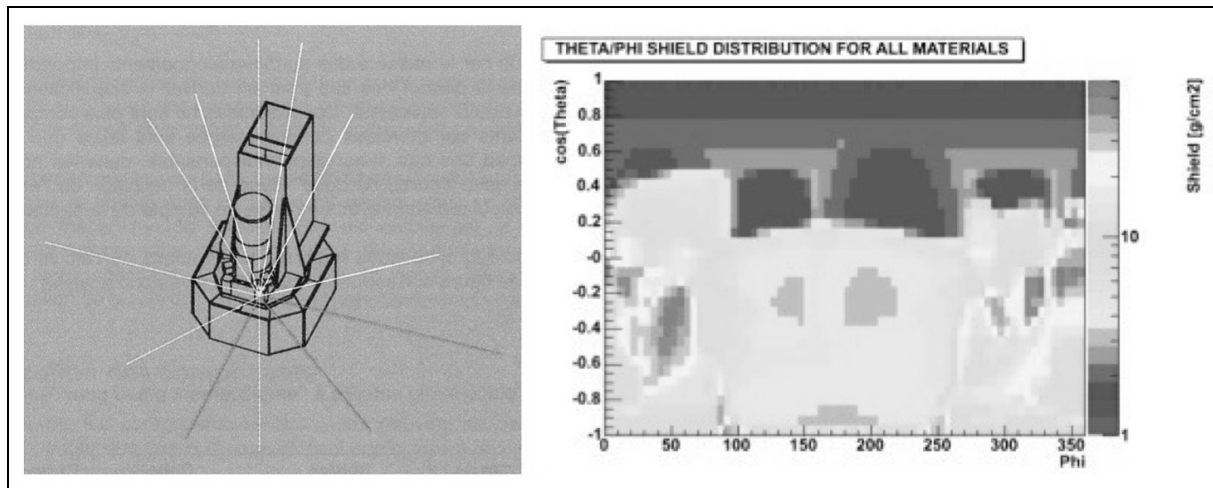 THETA/PHI SHIELD DISTRIBUTION FOR ALL MATERIALS
cos(Theta)
1
0.8
0.6
0.4
0.2
-0
-0.2
-0.4
-0.6
-0.8
-1
0 50 100 150 200 250 300 350
Phi
Shield [g/cm2]
10
1